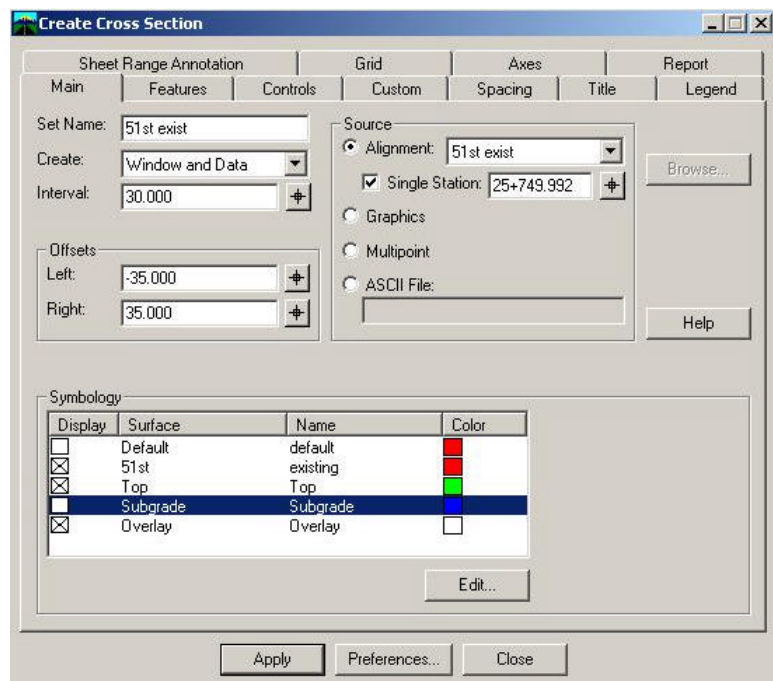 Create Cross Section
Sheet Range Annotation Grid Axes Report
Main Features Controls Custom Spacing Title Legend
Set Name: 51st exist
Create: Window and Data
Interval: 30.000
Offsets
Left: -35.000
Right: 35.000
Source
Alignment: 51st exist
Single Station: 25+749.992
Graphics
Multipoint
ASCII File:
Browse...
Help
Symbology
Display Surface Name Color
Default default
51st existing
Top Top
Subgrade Subgrade
Overlay Overlay
Edit...
Apply Preferences... Close